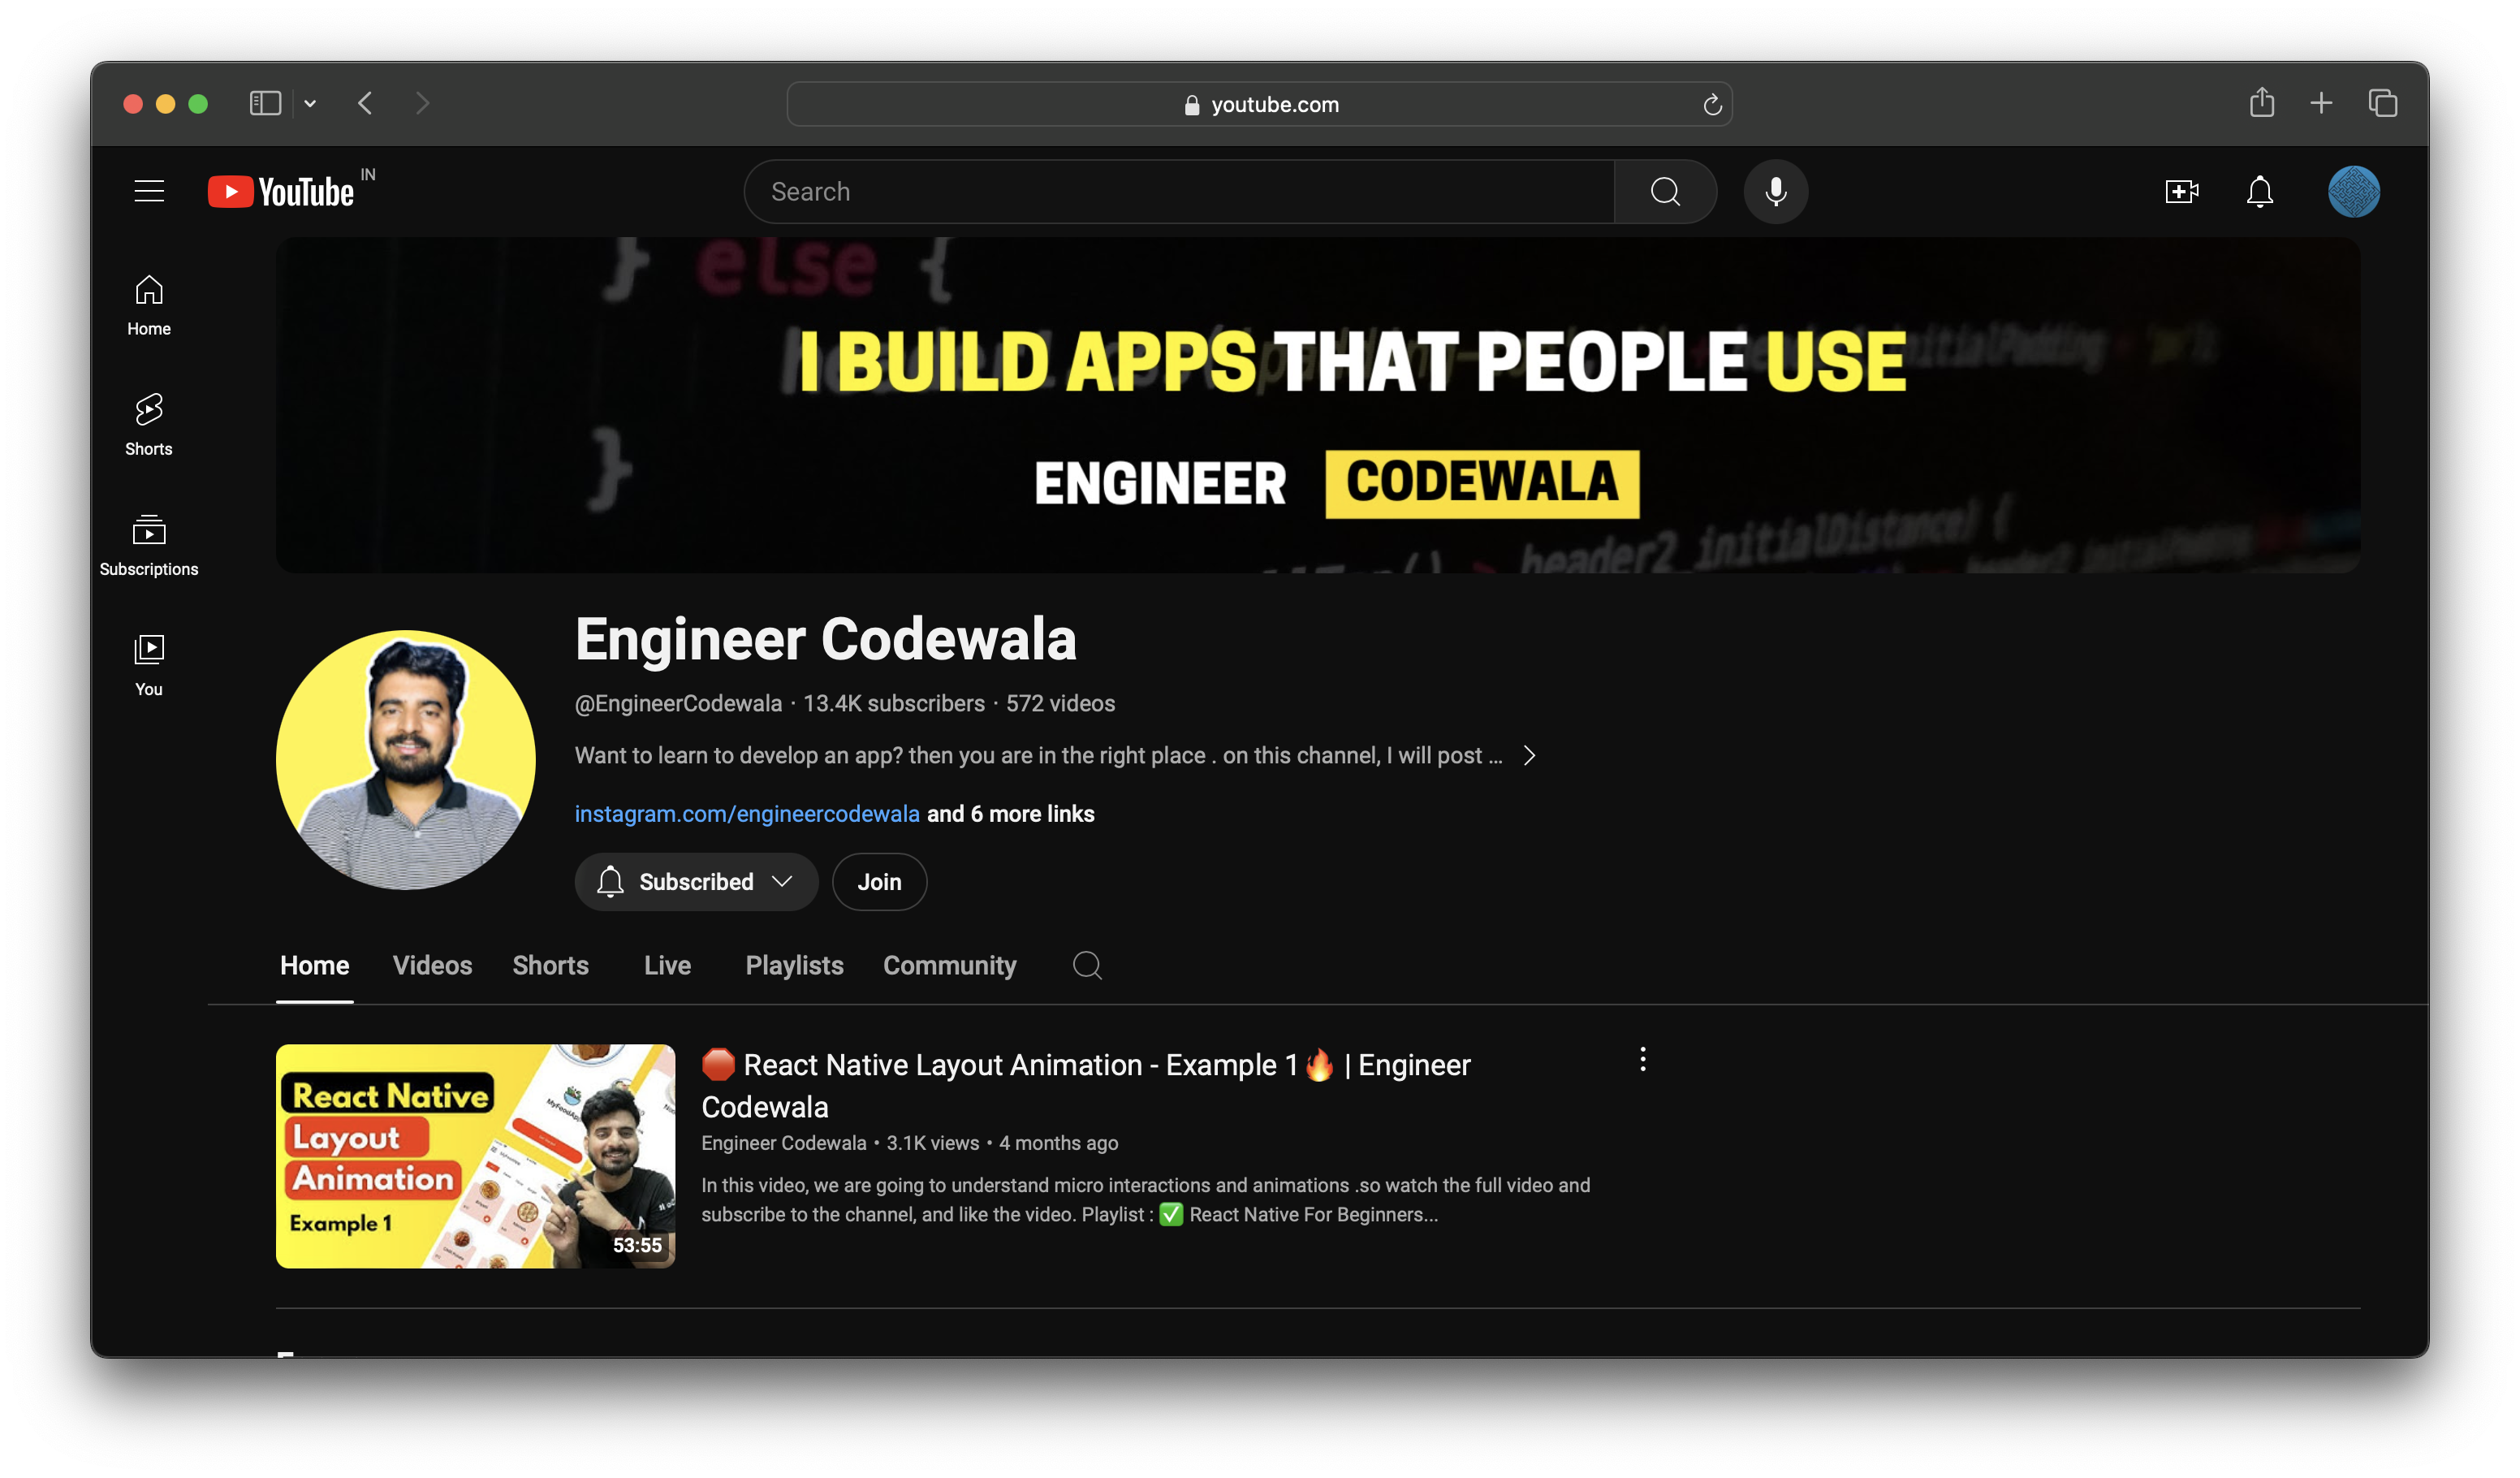 youtube.com
YouTube IN
Search
Home
Shorts
Subscriptions
You
} else {
}
I BUILD APPS THAT PEOPLE USE
ENGINEER CODEWALA
header2_initialDistance) {
Engineer Codewala
@EngineerCodewala · 13.4K subscribers · 572 videos
Want to learn to develop an app? then you are in the right place . on this channel, I will post ...
instagram.com/engineercodewala and 6 more links
Subscribed
Join
Home Videos Shorts Live Playlists Community
React Native
Layout
Animation
Example 1
53:55
🛑 React Native Layout Animation - Example 1🔥 | Engineer
Codewala
Engineer Codewala • 3.1K views • 4 months ago
In this video, we are going to understand micro interactions and animations .so watch the full video and
subscribe to the channel, and like the video. Playlist : ✅ React Native For Beginners...